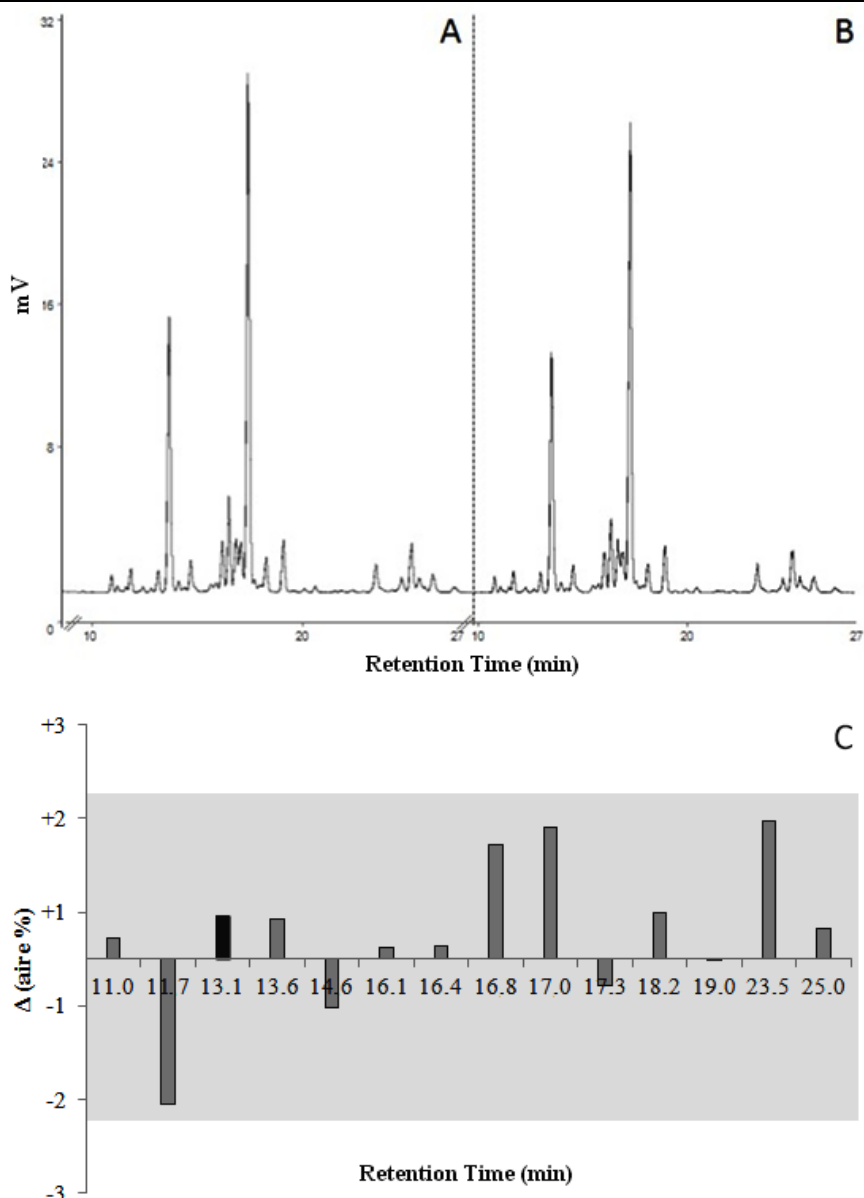 A B
32
24
mV
16
8
0
10 20 27 10 20 27
Retention Time (min)
C
+3
+2
+1
Δ (aire %)
11.0 11.7 13.1 13.6 14.6 16.1 16.4 16.8 17.0 17.3 18.2 19.0 23.5 25.0
-1
-2
-3
Retention Time (min)